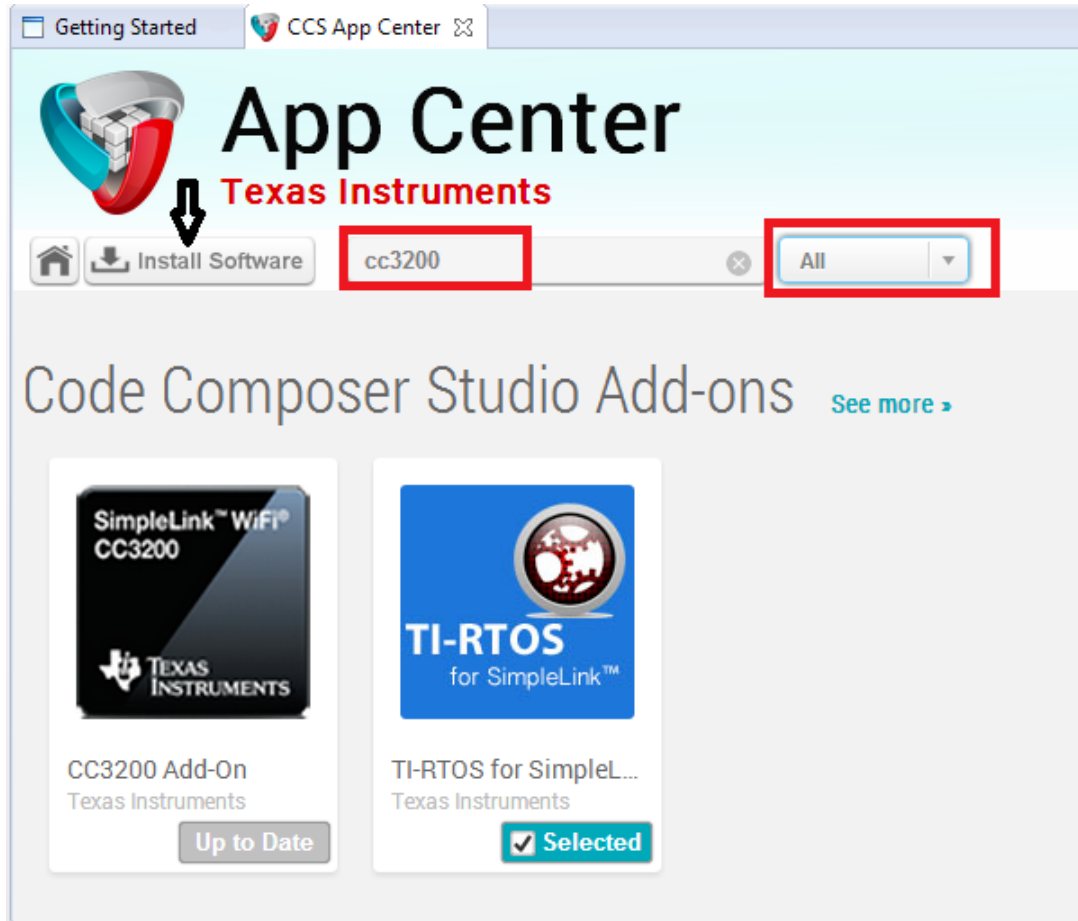 Getting Started
CCS App Center
App Center
Texas Instruments
Install Software
cc3200
All
Code Composer Studio Add-ons See more »
SimpleLink™ WiFi®
CC3200
TEXAS
INSTRUMENTS
TI-RTOS
for SimpleLink™
CC3200 Add-On
Texas Instruments
Up to Date
TI-RTOS for SimpleL...
Texas Instruments
Selected